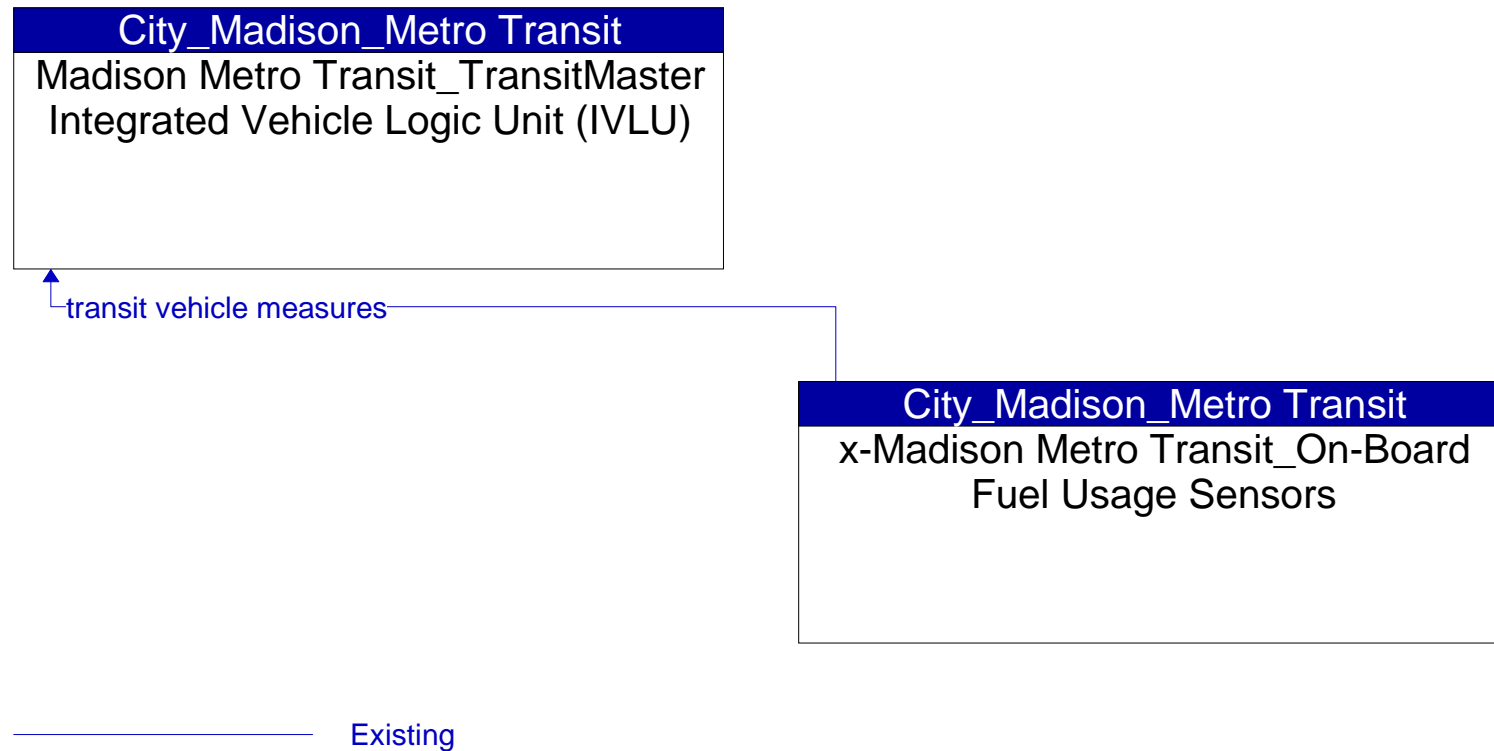 City_Madison_Metro Transit
Madison Metro Transit_TransitMaster
Integrated Vehicle Logic Unit (IVLU)
transit vehicle measures
City_Madison_Metro Transit
x-Madison Metro Transit_On-Board
Fuel Usage Sensors
Existing